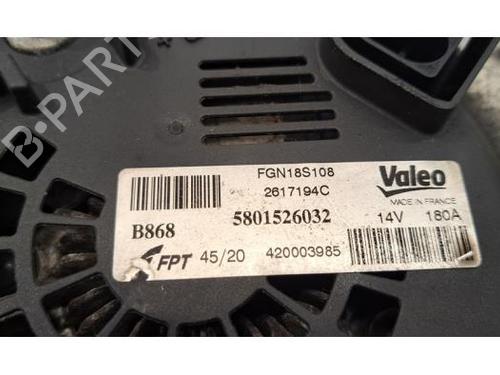 B-PARTS
FGN18S108
2617194C
Valeo
MADE IN FRANCE
B868
5801526032
14V 180A
FPT
45/20
420003985